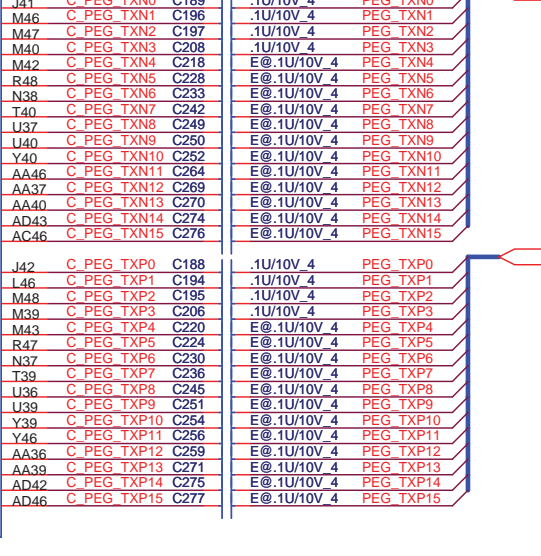 J41 C_PEG_TXN0 C189 .1U/10V_4 PEG_TXN0
M46 C_PEG_TXN1 C196 .1U/10V_4 PEG_TXN1
M47 C_PEG_TXN2 C197 .1U/10V_4 PEG_TXN2
M40 C_PEG_TXN3 C208 .1U/10V_4 PEG_TXN3
M42 C_PEG_TXN4 C218 E@.1U/10V_4 PEG_TXN4
R48 C_PEG_TXN5 C228 E@.1U/10V_4 PEG_TXN5
N38 C_PEG_TXN6 C233 E@.1U/10V_4 PEG_TXN6
T40 C_PEG_TXN7 C242 E@.1U/10V_4 PEG_TXN7
U37 C_PEG_TXN8 C249 E@.1U/10V_4 PEG_TXN8
U40 C_PEG_TXN9 C250 E@.1U/10V_4 PEG_TXN9
Y40 C_PEG_TXN10 C252 E@.1U/10V_4 PEG_TXN10
AA46 C_PEG_TXN11 C264 E@.1U/10V_4 PEG_TXN11
AA37 C_PEG_TXN12 C269 E@.1U/10V_4 PEG_TXN12
AA40 C_PEG_TXN13 C270 E@.1U/10V_4 PEG_TXN13
AD43 C_PEG_TXN14 C274 E@.1U/10V_4 PEG_TXN14
AC46 C_PEG_TXN15 C276 E@.1U/10V_4 PEG_TXN15
J42 C_PEG_TXP0 C188 .1U/10V_4 PEG_TXP0
L46 C_PEG_TXP1 C194 .1U/10V_4 PEG_TXP1
M48 C_PEG_TXP2 C195 .1U/10V_4 PEG_TXP2
M39 C_PEG_TXP3 C206 .1U/10V_4 PEG_TXP3
M43 C_PEG_TXP4 C220 E@.1U/10V_4 PEG_TXP4
R47 C_PEG_TXP5 C224 E@.1U/10V_4 PEG_TXP5
N37 C_PEG_TXP6 C230 E@.1U/10V_4 PEG_TXP6
T39 C_PEG_TXP7 C236 E@.1U/10V_4 PEG_TXP7
U36 C_PEG_TXP8 C245 E@.1U/10V_4 PEG_TXP8
U39 C_PEG_TXP9 C251 E@.1U/10V_4 PEG_TXP9
Y39 C_PEG_TXP10 C254 E@.1U/10V_4 PEG_TXP10
Y46 C_PEG_TXP11 C256 E@.1U/10V_4 PEG_TXP11
AA36 C_PEG_TXP12 C259 E@.1U/10V_4 PEG_TXP12
AA39 C_PEG_TXP13 C271 E@.1U/10V_4 PEG_TXP13
AD42 C_PEG_TXP14 C275 E@.1U/10V_4 PEG_TXP14
AD46 C_PEG_TXP15 C277 E@.1U/10V_4 PEG_TXP15